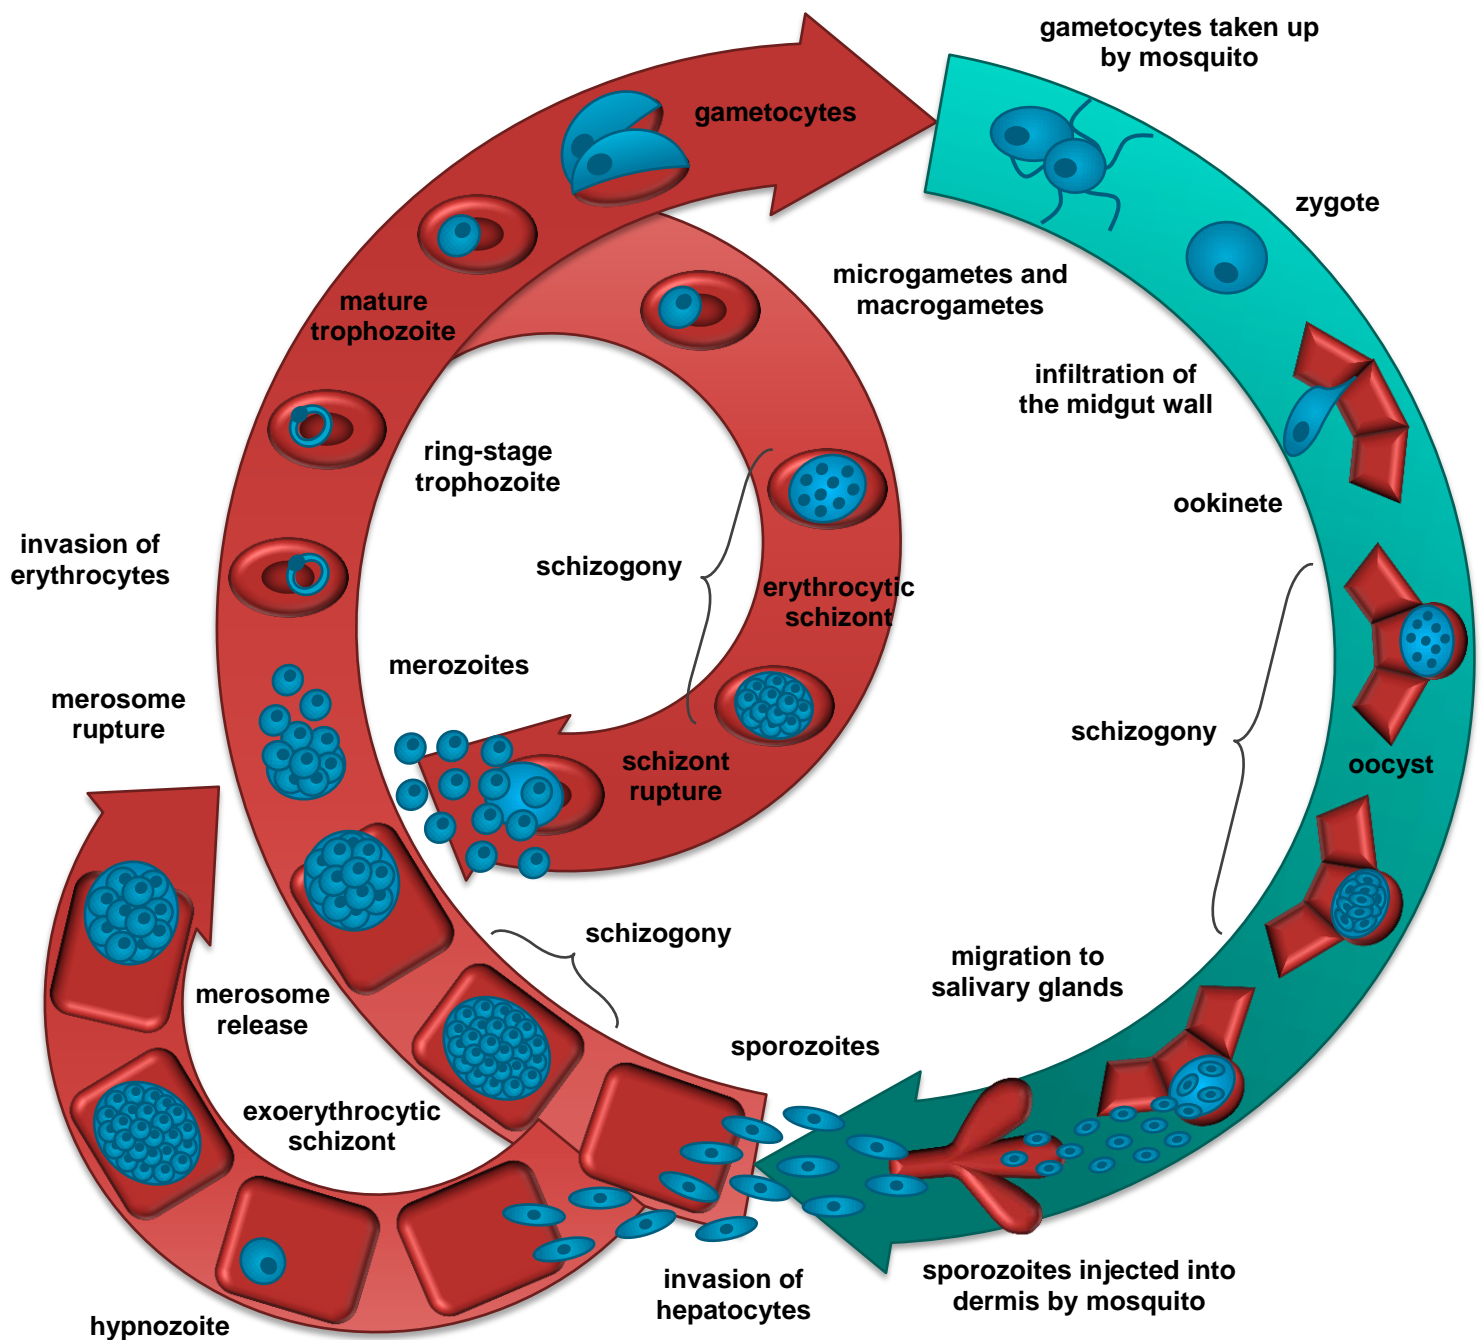 gametocytes taken up
by mosquito
gametocytes
zygote
microgametes and
macrogametes
mature
trophozoite
infiltration of
the midgut wall
ring-stage
trophozoite
ookinete
invasion of
erythrocytes
schizogony
erythrocytic
schizont
merozoites
merosome
rupture
schizogony
schizont
rupture
oocyst
schizogony
migration to
salivary glands
merosome
release
sporozoites
exoerythrocytic
schizont
invasion of
hepatocytes
sporozoites injected into
dermis by mosquito
hypnozoite